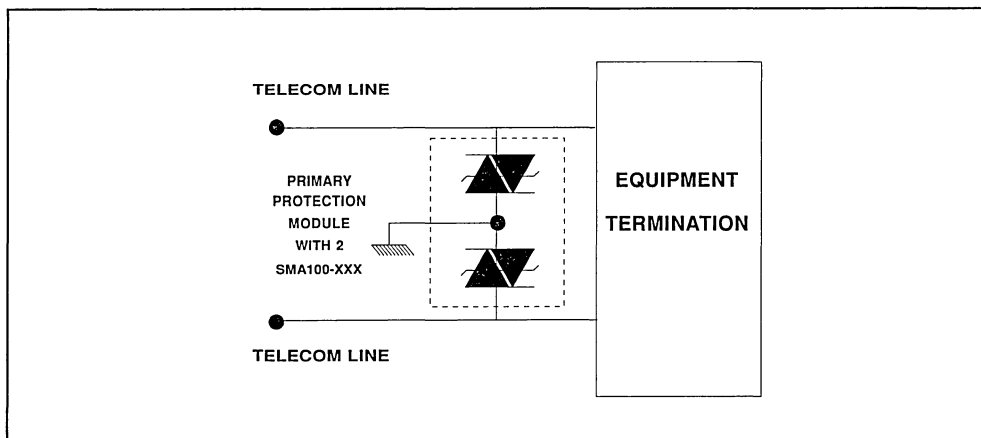 TELECOM LINE
PRIMARY
PROTECTION
MODULE
WITH 2
SMA100-XXX
EQUIPMENT
TERMINATION
TELECOM LINE